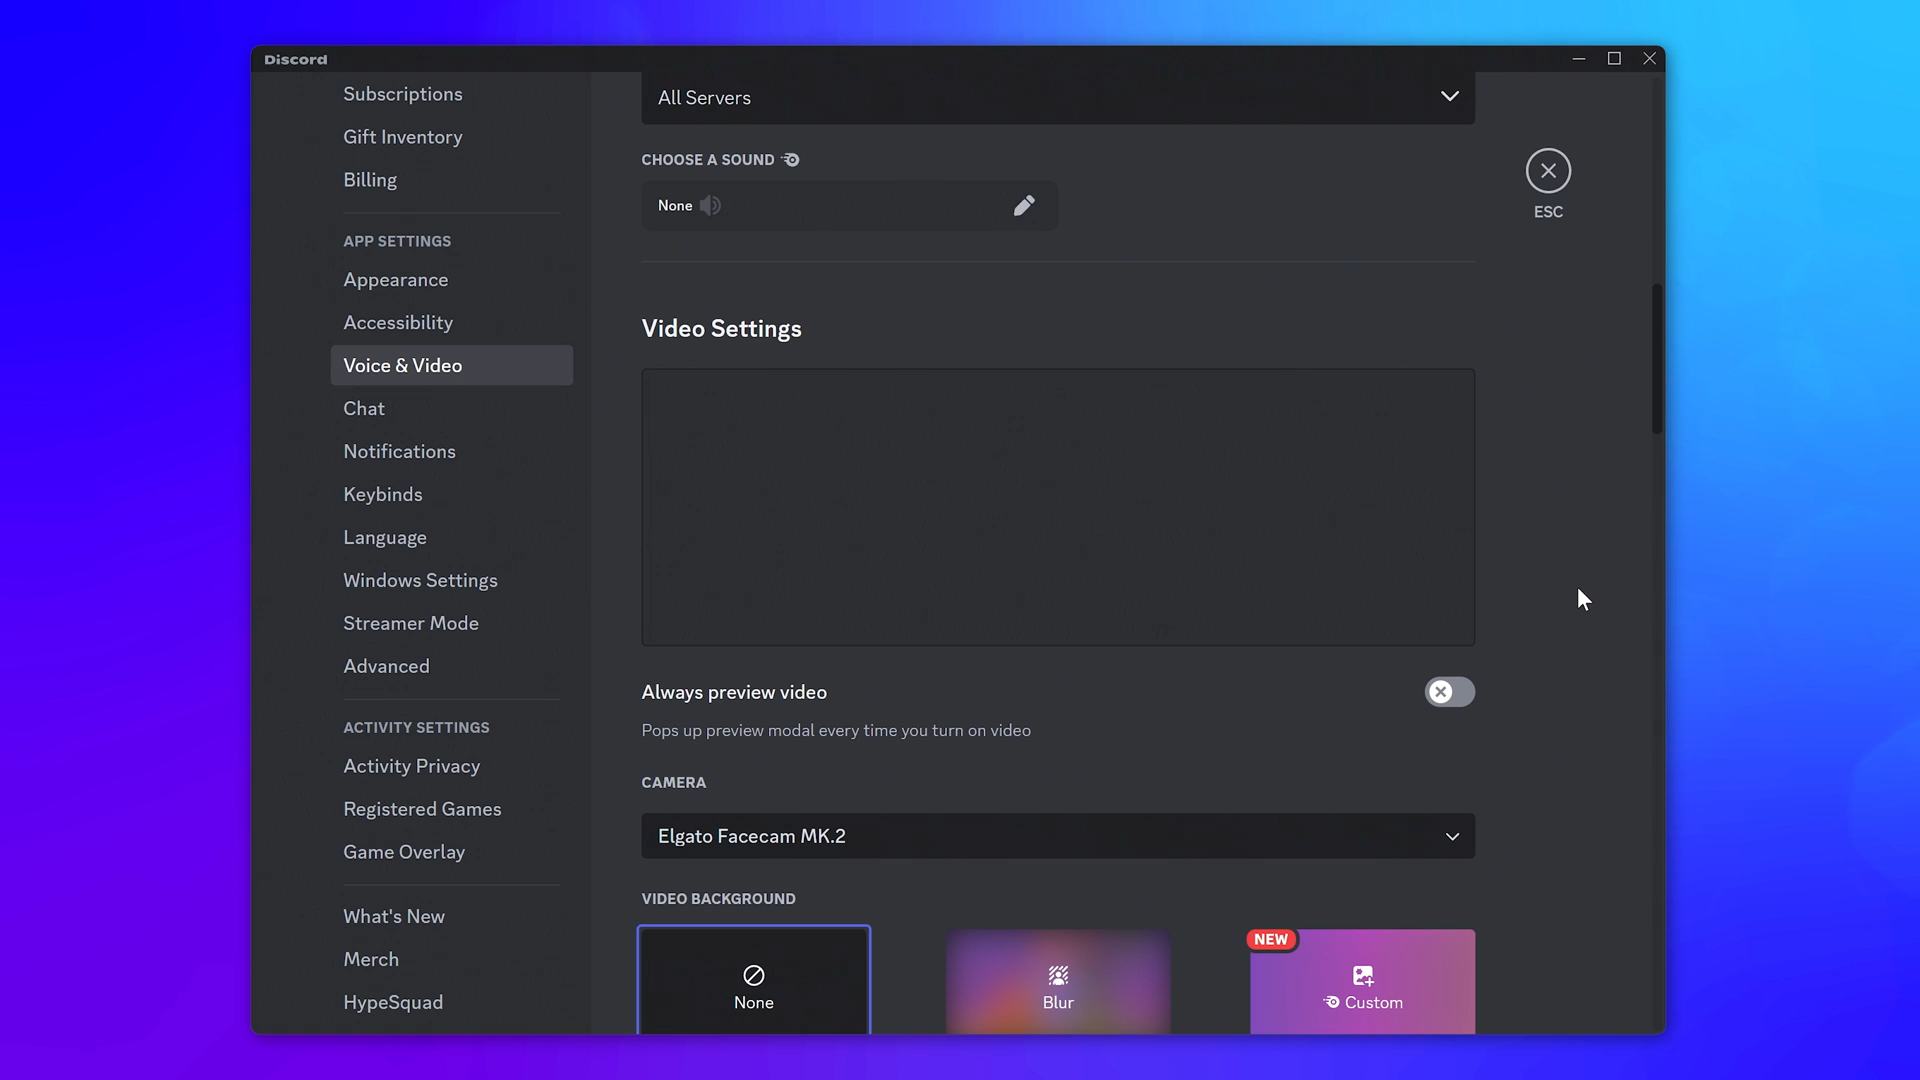 Discord
Subscriptions
Gift Inventory
Billing
APP SETTINGS
Appearance
Accessibility
Voice & Video
Chat
Notifications
Keybinds
Language
Windows Settings
Streamer Mode
Advanced
ACTIVITY SETTINGS
Activity Privacy
Registered Games
Game Overlay
What's New
Merch
HypeSquad
All Servers
CHOOSE A SOUND
None
ESC
Video Settings
Always preview video
Pops up preview modal every time you turn on video
CAMERA
Elgato Facecam MK.2
VIDEO BACKGROUND
None
Blur
NEW
Custom